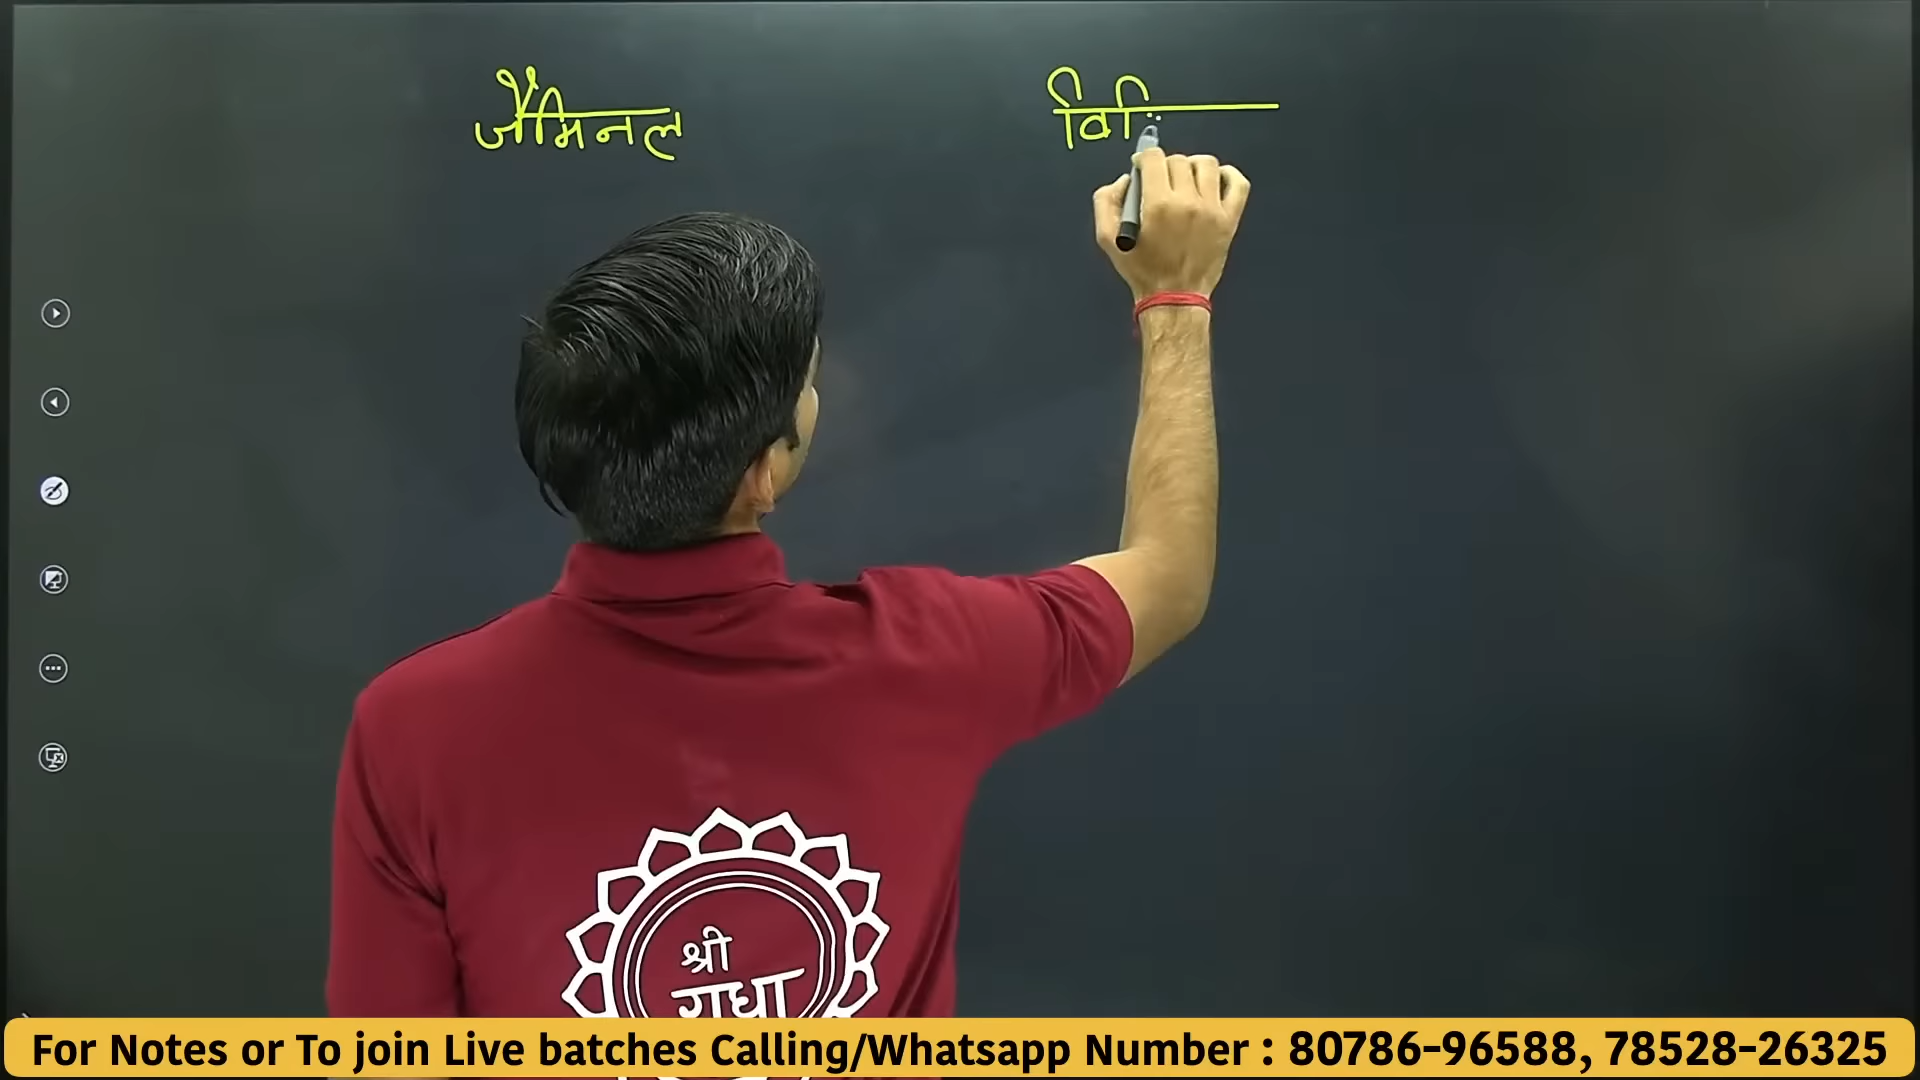 जैमिनल
वि
श्री
राधा
For Notes or To join Live batches Calling/Whatsapp Number : 80786-96588, 78528-26325